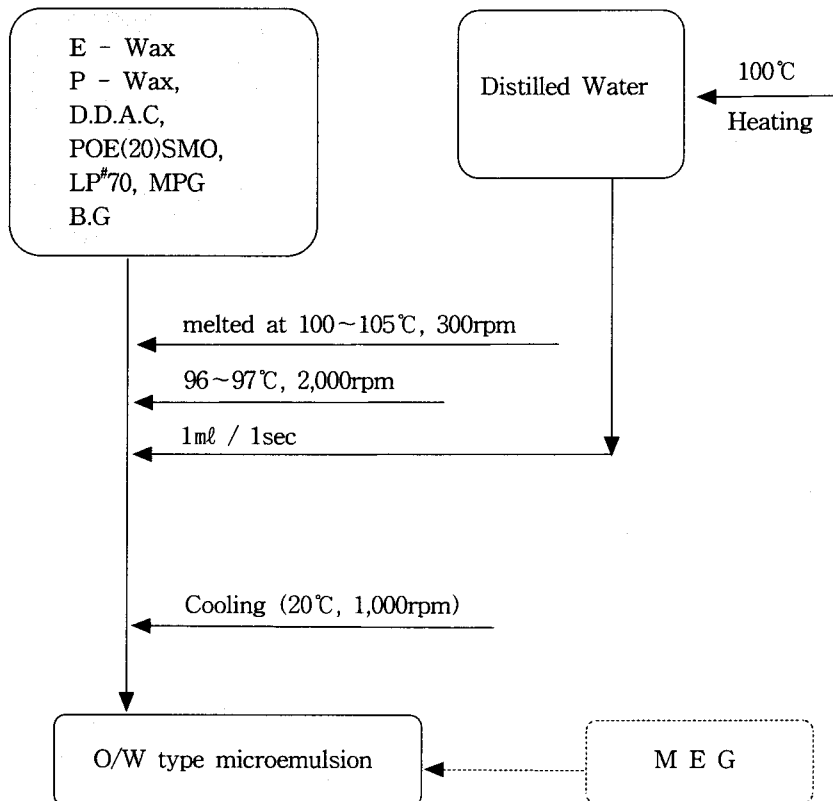 E - Wax
P - Wax,
D.D.A.C,
POE(20)SMO,
LP#70, MPG
B.G
Distilled Water
100℃
Heating
melted at 100~105℃, 300rpm
96~97℃, 2,000rpm
1㎖ / 1sec
Cooling (20℃, 1,000rpm)
O/W type microemulsion
M E G